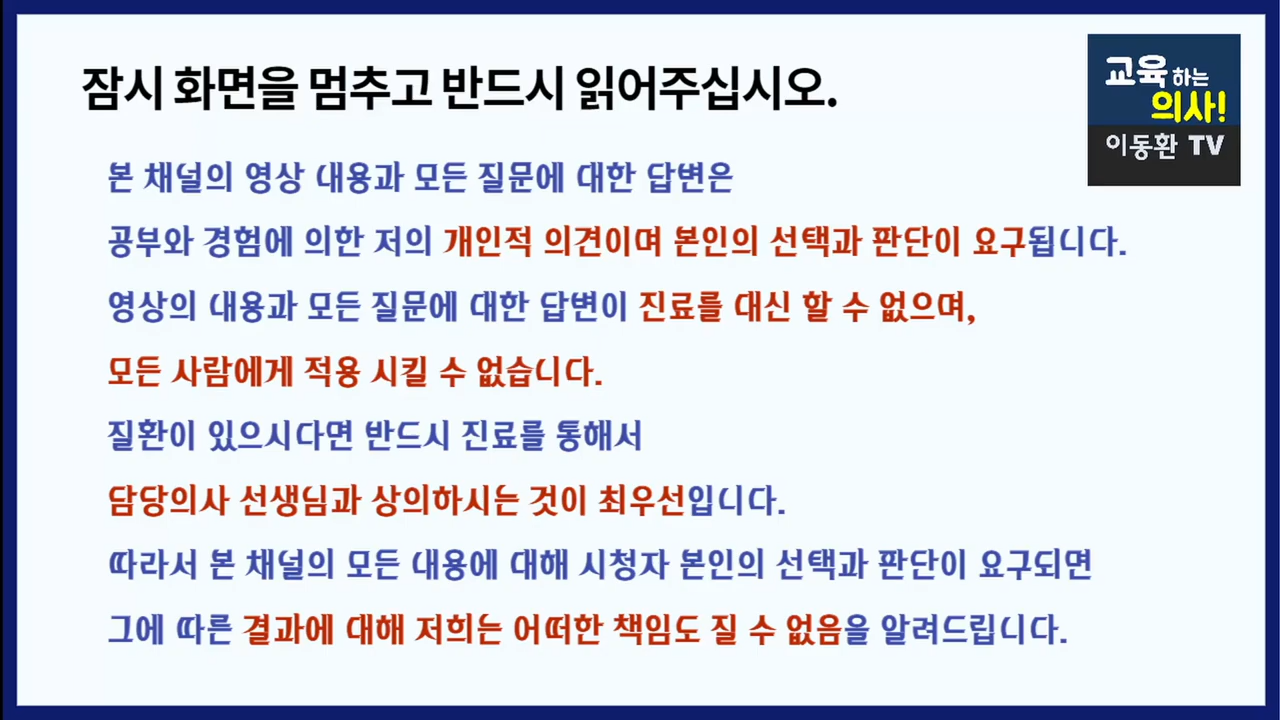 잠시 화면을 멈추고 반드시 읽어주십시오.
교육하는
의사!
이동환 TV
본 채널의 영상 내용과 모든 질문에 대한 답변은
공부와 경험에 의한 저의 개인적 의견이며 본인의 선택과 판단이 요구됩니다.
영상의 내용과 모든 질문에 대한 답변이 진료를 대신 할 수 없으며,
모든 사람에게 적용 시킬 수 없습니다.
질환이 있으시다면 반드시 진료를 통해서
담당의사 선생님과 상의하시는 것이 최우선입니다.
따라서 본 채널의 모든 내용에 대해 시청자 본인의 선택과 판단이 요구되면
그에 따른 결과에 대해 저희는 어떠한 책임도 질 수 없음을 알려드립니다.